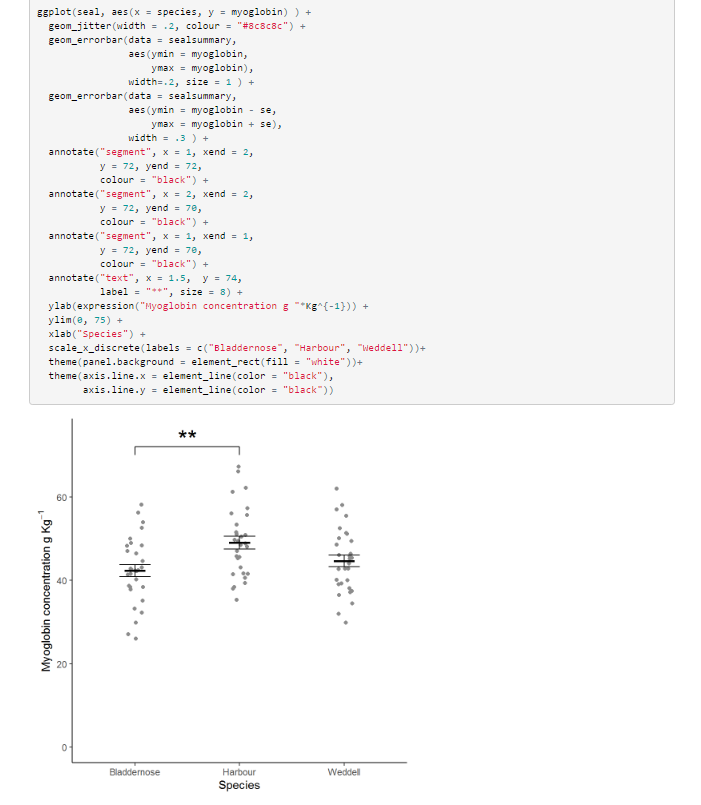 ggplot(seal, aes(x = species, y = myoglobin) ) +
  geom_jitter(width = .2, colour = "#8c8c8c") +
  geom_errorbar(data = sealsummary,
                aes(ymin = myoglobin,
                    ymax = myoglobin),
                width=.2, size = 1 ) +
  geom_errorbar(data = sealsummary,
                aes(ymin = myoglobin - se,
                    ymax = myoglobin + se),
                width = .3 ) +
  annotate("segment", x = 1, xend = 2,
           y = 72, yend = 72,
           colour = "black") +
  annotate("segment", x = 2, xend = 2,
           y = 72, yend = 70,
           colour = "black") +
  annotate("segment", x = 1, xend = 1,
           y = 72, yend = 70,
           colour = "black") +
  annotate("text", x = 1.5,  y = 74,
           label = "**", size = 8) +
  ylab(expression("Myoglobin concentration g "*Kg^{-1})) +
  ylim(0, 75) +
  xlab("Species") +
  scale_x_discrete(labels = c("Bladdernose", "Harbour", "Weddell"))+
  theme(panel.background = element_rect(fill = "white"))+
  theme(axis.line.x = element_line(color = "black"),
        axis.line.y = element_line(color = "black"))
**
60
40
20
0
Myoglobin concentration g Kg⁻¹
Bladdernose Harbour Weddell
Species